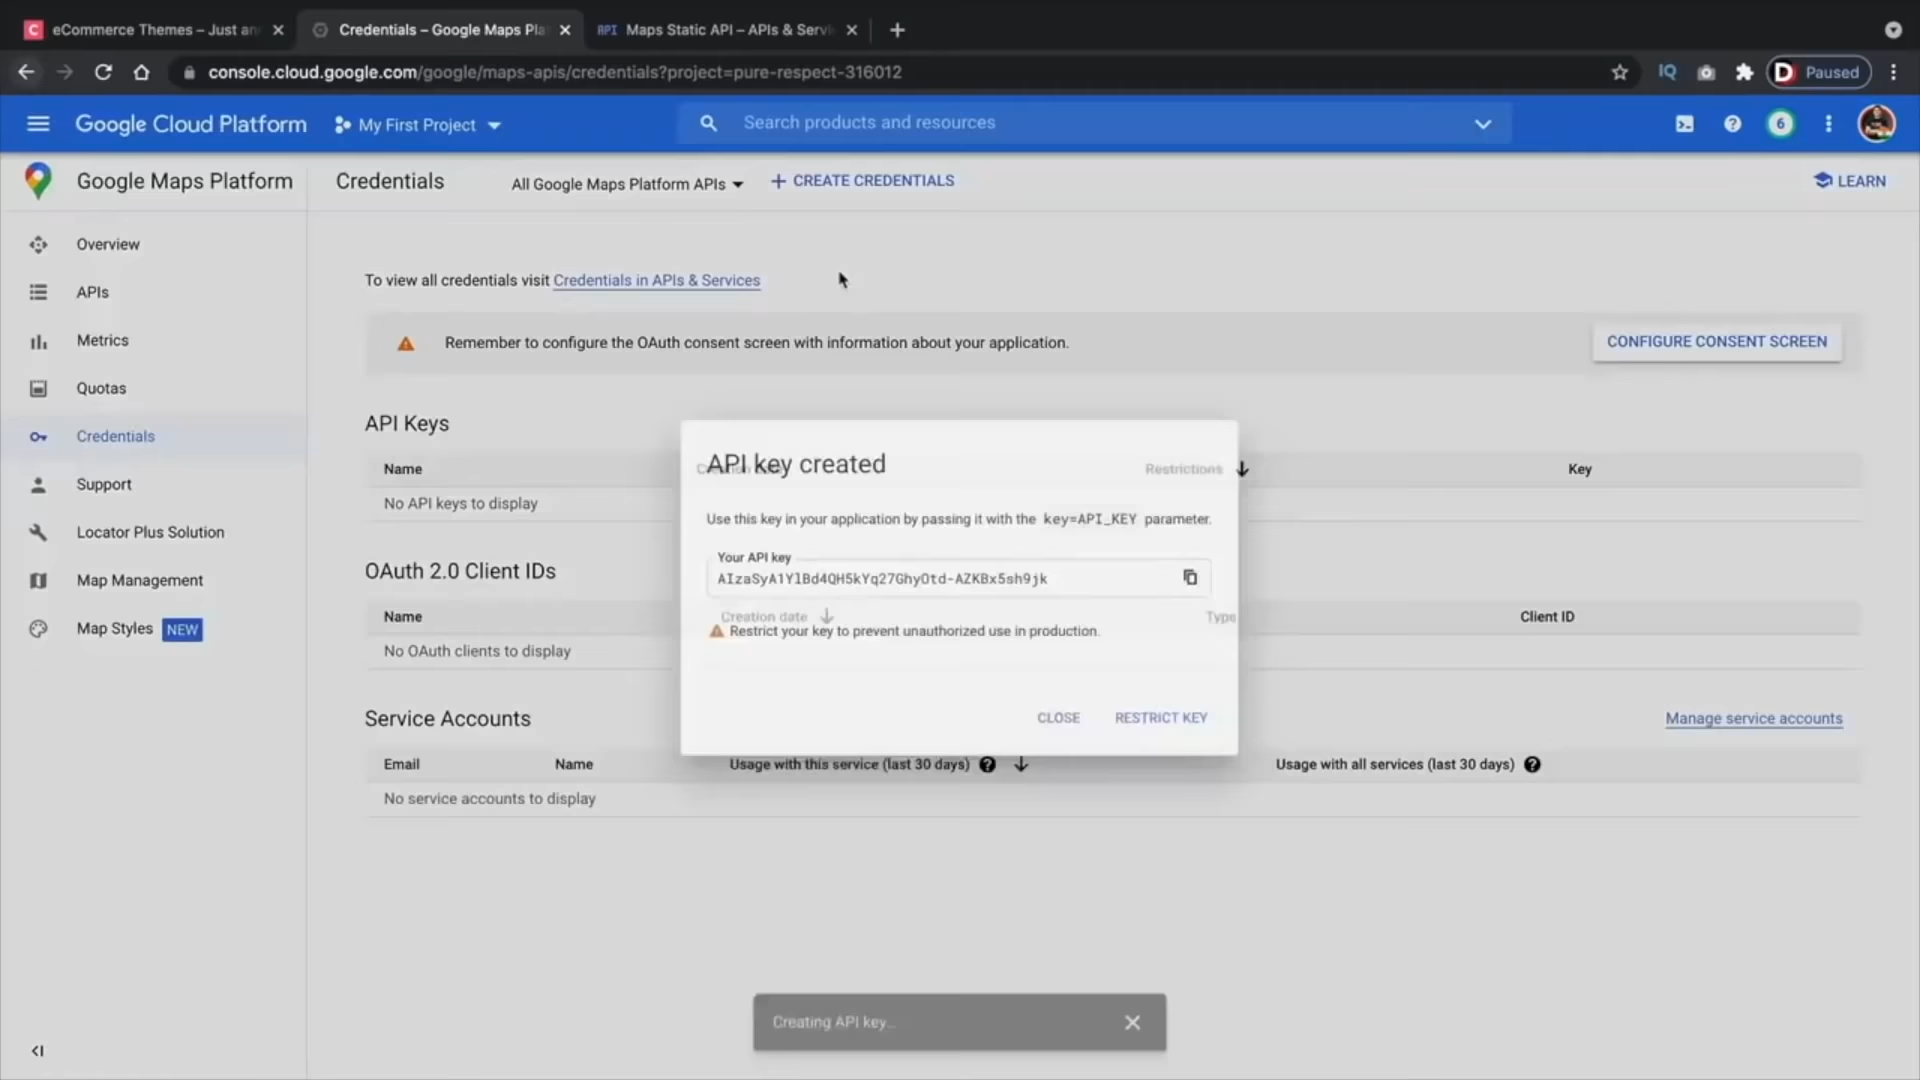 eCommerce Themes – Just an
Credentials – Google Maps Pla
API Maps Static API – APIs & Servi
console.cloud.google.com/google/maps-apis/credentials?project=pure-respect-316012
IQ
D Paused
Google Cloud Platform
My First Project
Search products and resources
6
Google Maps Platform
Credentials
All Google Maps Platform APIs
+ CREATE CREDENTIALS
LEARN
Overview
APIs
Metrics
Quotas
Credentials
Support
Locator Plus Solution
Map Management
Map Styles NEW
To view all credentials visit Credentials in APIs & Services
Remember to configure the OAuth consent screen with information about your application.
CONFIGURE CONSENT SCREEN
API Keys
Name
Restrictions
Key
No API keys to display
API key created
Use this key in your application by passing it with the key=API_KEY parameter.
Your API key
AIzaSyA1YlBd4QH5kYq27GhyOtd-AZKBx5sh9jk
Restrict your key to prevent unauthorized use in production.
CLOSE
RESTRICT KEY
OAuth 2.0 Client IDs
Name
Creation date
Type
Client ID
No OAuth clients to display
Service Accounts
Manage service accounts
Email
Name
Usage with this service (last 30 days)
Usage with all services (last 30 days)
No service accounts to display
Creating API key...